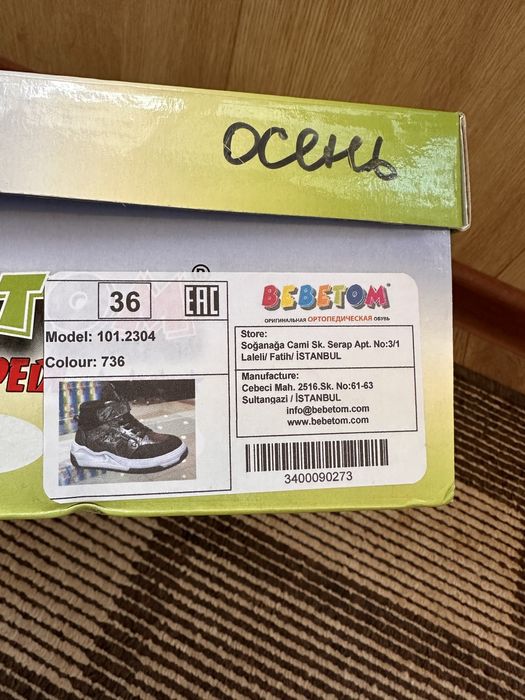 осень
®
36
EAC
BEBETOM®
ОРИГИНАЛЬНАЯ ОРТОПЕДИЧЕСКАЯ ОБУВЬ
Model: 101.2304
Colour: 736
Store:
Soğanağa Cami Sk. Serap Apt. No:3/1
Laleli/ Fatih/ İSTANBUL
Manufacture:
Cebeci Mah. 2516.Sk. No:61-63
Sultangazi / İSTANBUL
info@bebetom.com
www.bebetom.com
3400090273